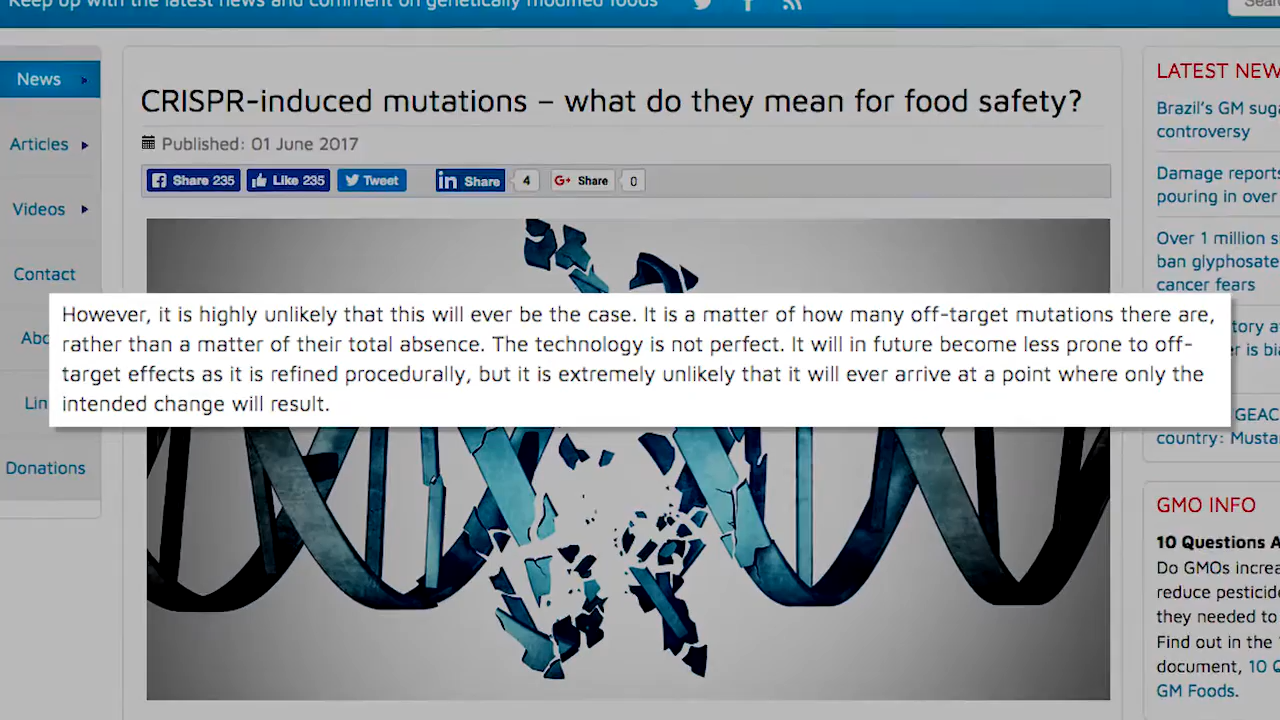 Keep up with the latest news and comment on genetically modified foods
News
Articles
Videos
Contact
Donations
CRISPR-induced mutations – what do they mean for food safety?
Published: 01 June 2017
Share 235
Like 235
Tweet
in Share
4
G+ Share
0
However, it is highly unlikely that this will ever be the case. It is a matter of how many off-target mutations there are,
rather than a matter of their total absence. The technology is not perfect. It will in future become less prone to off-
target effects as it is refined procedurally, but it is extremely unlikely that it will ever arrive at a point where only the
intended change will result.
LATEST NEW
Brazil's GM
controversy
Damage reports
pouring in over
Over 1 million
ban glyphosate
cancer fears
GEAC
country:
GMO INFO
10 Questions
Do GMOs
reduce
they needed to
Find out in the
document, 10
GM Foods.